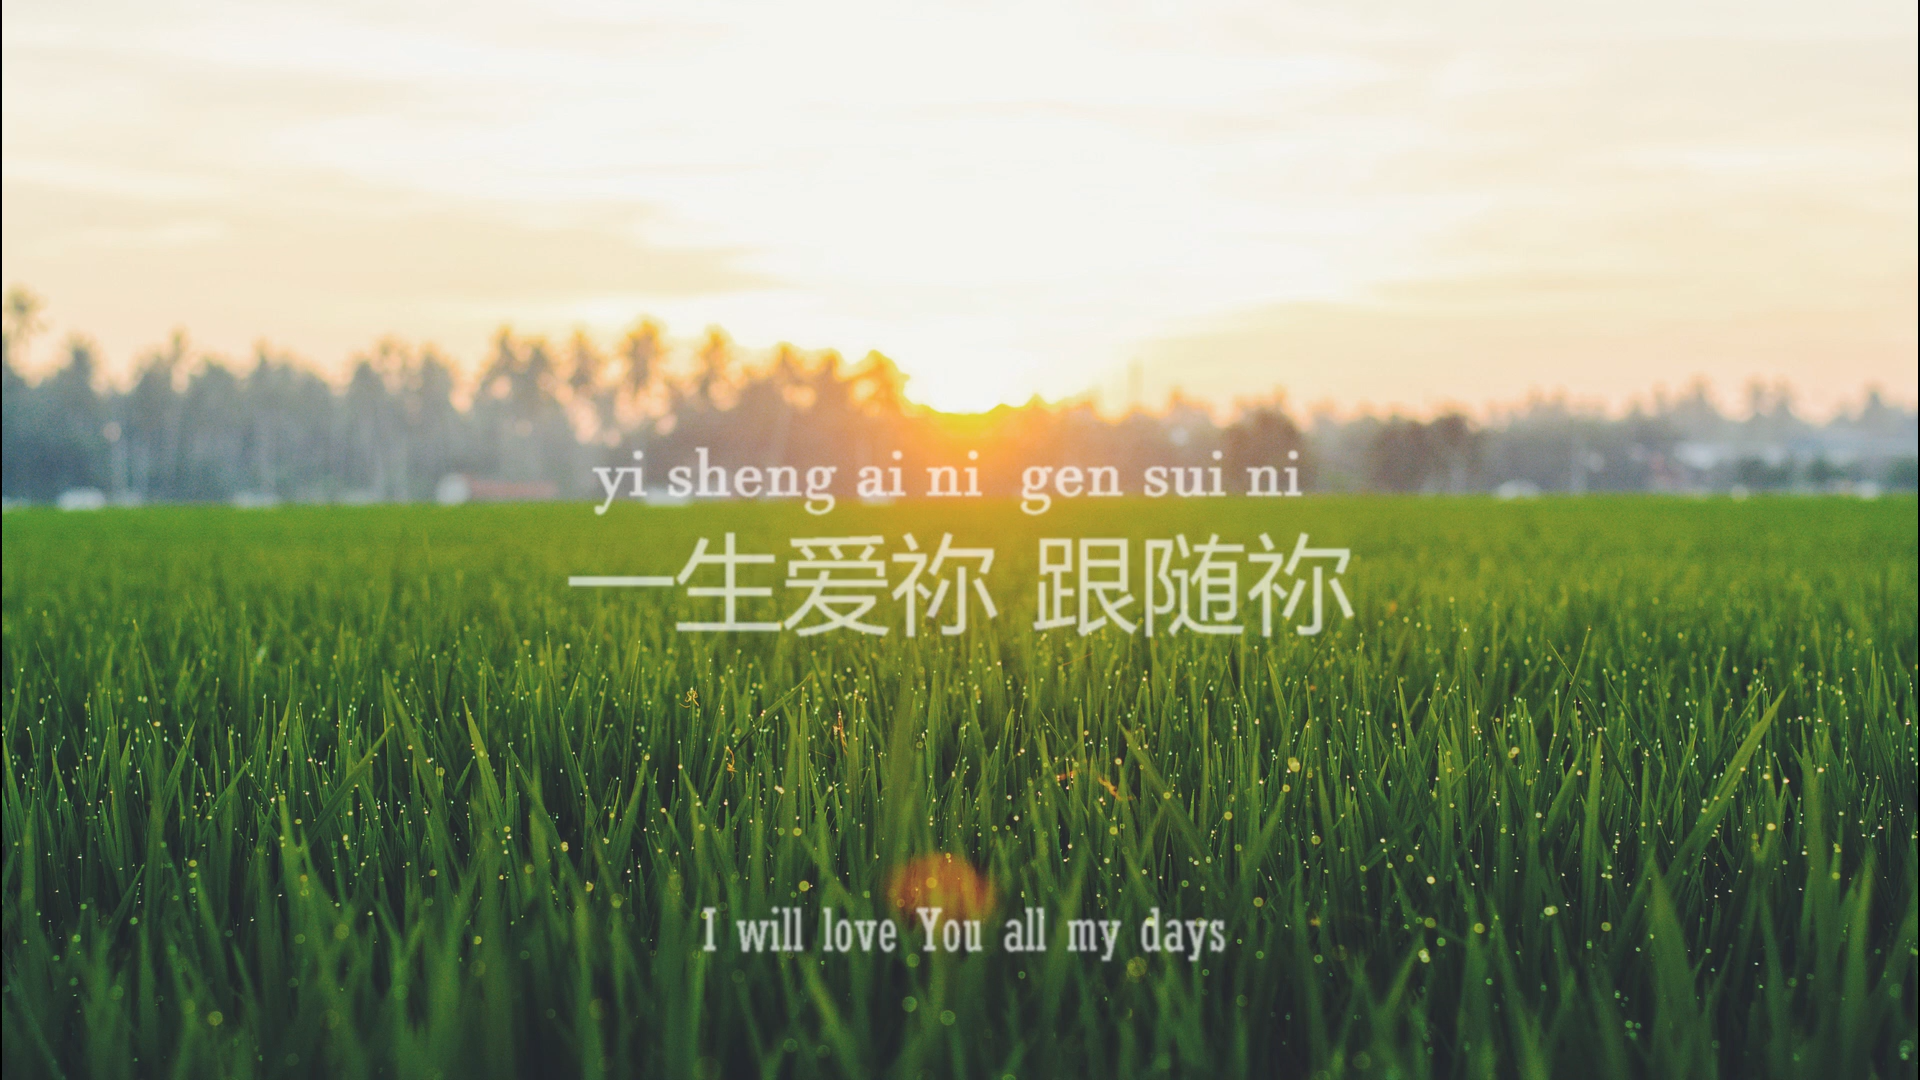 yi sheng ai ni gen sui ni
一生爱祢 跟随祢
I will love You all my days